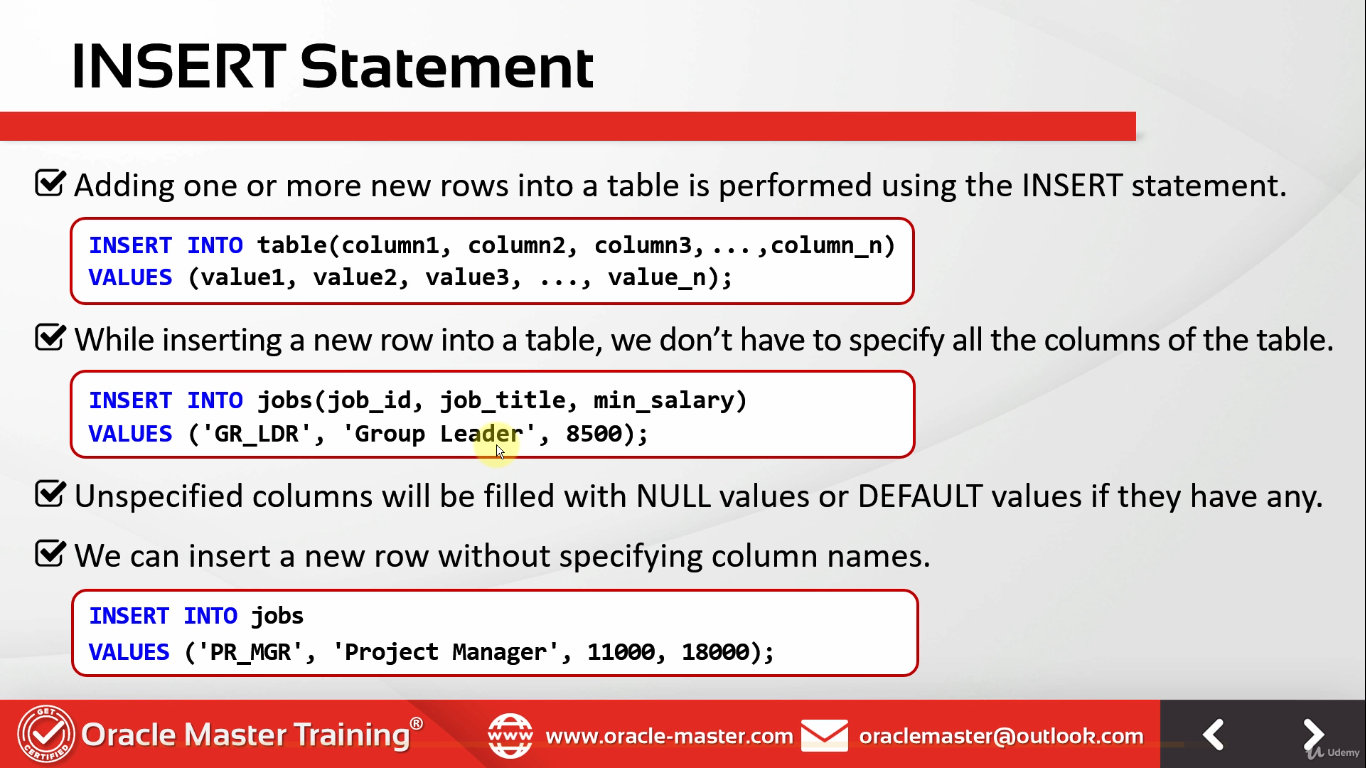 INSERT Statement
Adding one or more new rows into a table is performed using the INSERT statement.
INSERT INTO table(column1, column2, column3,...,column_n)
VALUES (value1, value2, value3, ..., value_n);
While inserting a new row into a table, we don’t have to specify all the columns of the table.
INSERT INTO jobs(job_id, job_title, min_salary)
VALUES ('GR_LDR', 'Group Leader', 8500);
Unspecified columns will be filled with NULL values or DEFAULT values if they have any.
We can insert a new row without specifying column names.
INSERT INTO jobs
VALUES ('PR_MGR', 'Project Manager', 11000, 18000);
GET
CERTIFIED
Oracle Master Training®
WWW
www.oracle-master.com
oraclemaster@outlook.com
Udemy